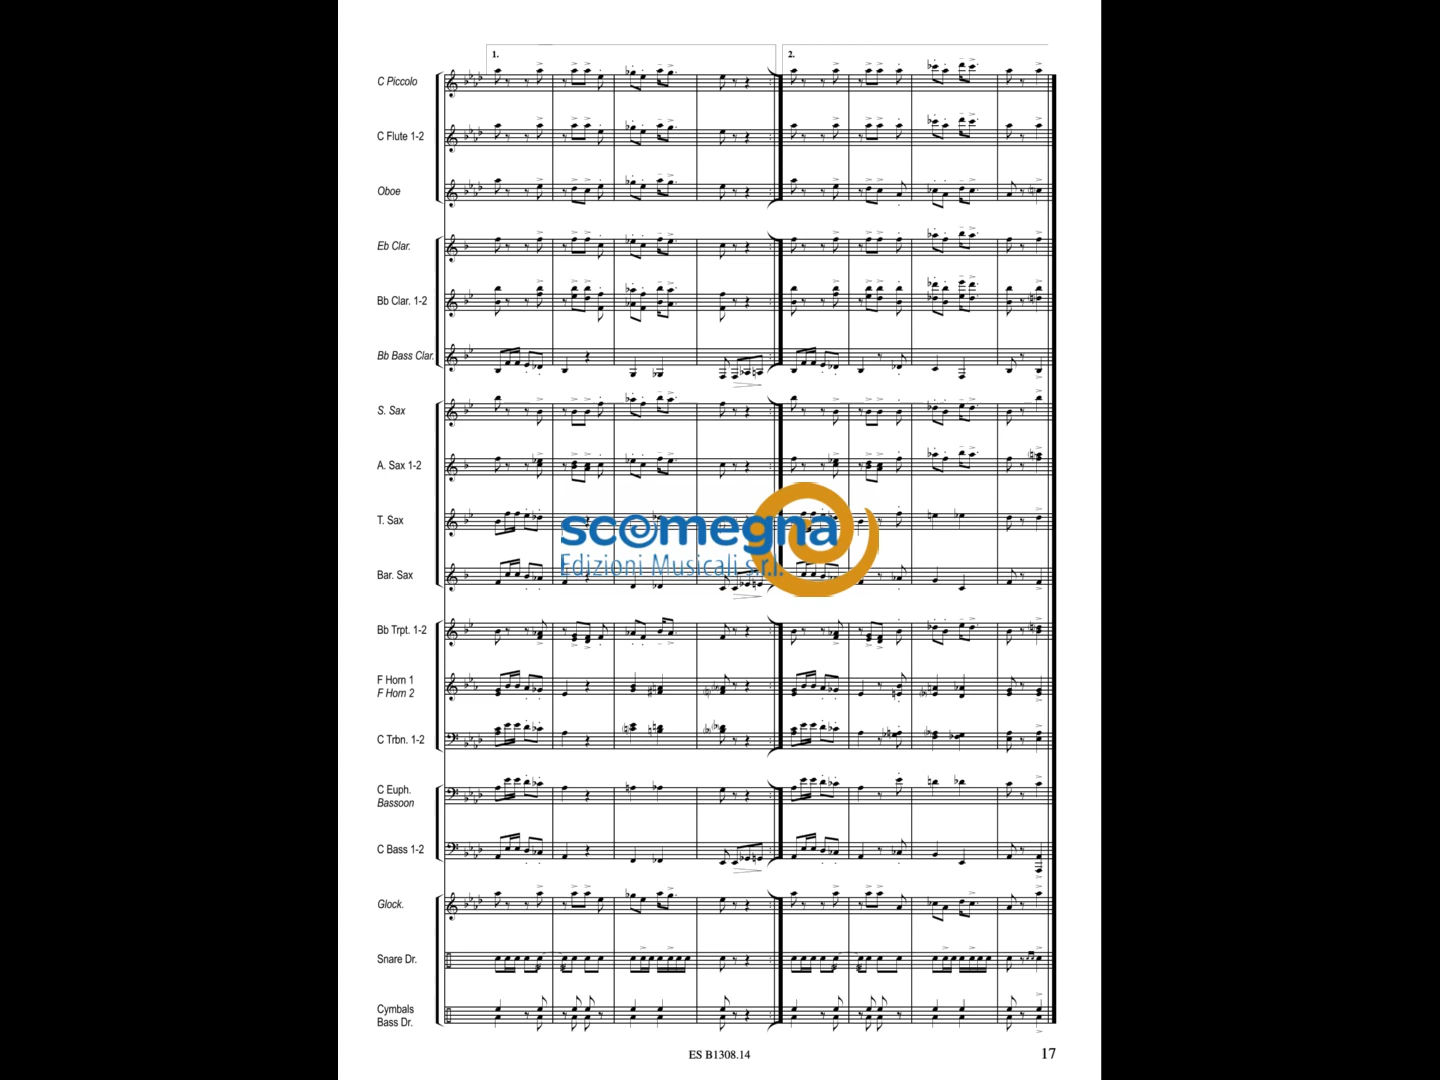 1.
2.
C Piccolo
C Flute 1-2
Oboe
Eb Clar.
Bb Clar. 1-2
Bb Bass Clar.
S. Sax
A. Sax 1-2
T. Sax
Bar. Sax
Bb Trpt. 1-2
F Horn 1
F Horn 2
C Trbn. 1-2
C Euph.
Bassoon
C Bass 1-2
Glock.
Snare Dr.
Cymbals
Bass Dr.
scomegna
Edizioni Musicali s.r.l.
ES B1308.14
17